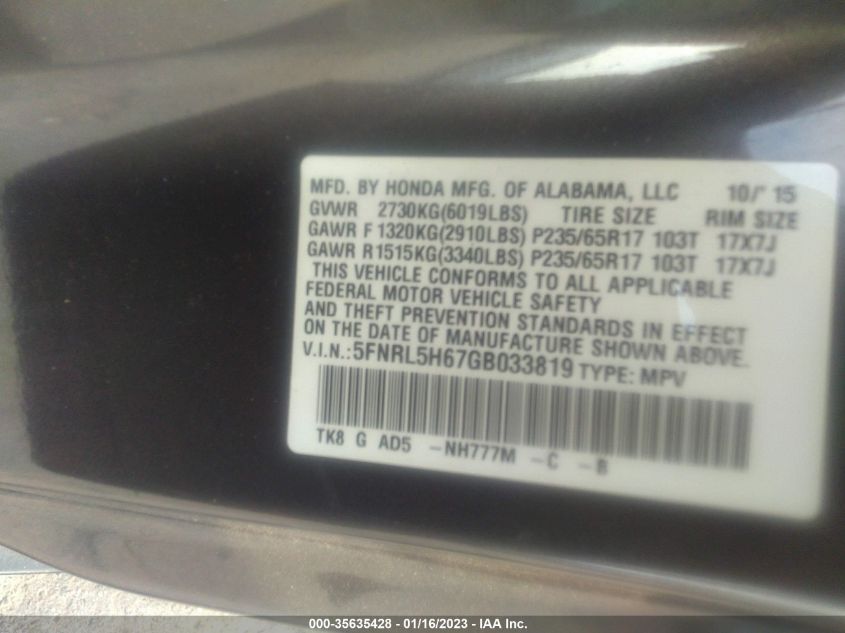 MFD. BY HONDA MFG. OF ALABAMA, LLC 10/'15
GVWR 2730KG(6019LBS) TIRE SIZE RIM SIZE
GAWR F 1320KG(2910LBS) P235/65R17 103T 17X7J
GAWR R1515KG(3340LBS) P235/65R17 103T 17X7J
THIS VEHICLE CONFORMS TO ALL APPLICABLE
FEDERAL MOTOR VEHICLE SAFETY
AND THEFT PREVENTION STANDARDS IN EFFECT
ON THE DATE OF MANUFACTURE SHOWN ABOVE.
V.I.N.:5FNRL5H67GB033819 TYPE: MPV
TK8 G AD5 -NH777M -C -B
000-35635428 - 01/16/2023 - IAA Inc.